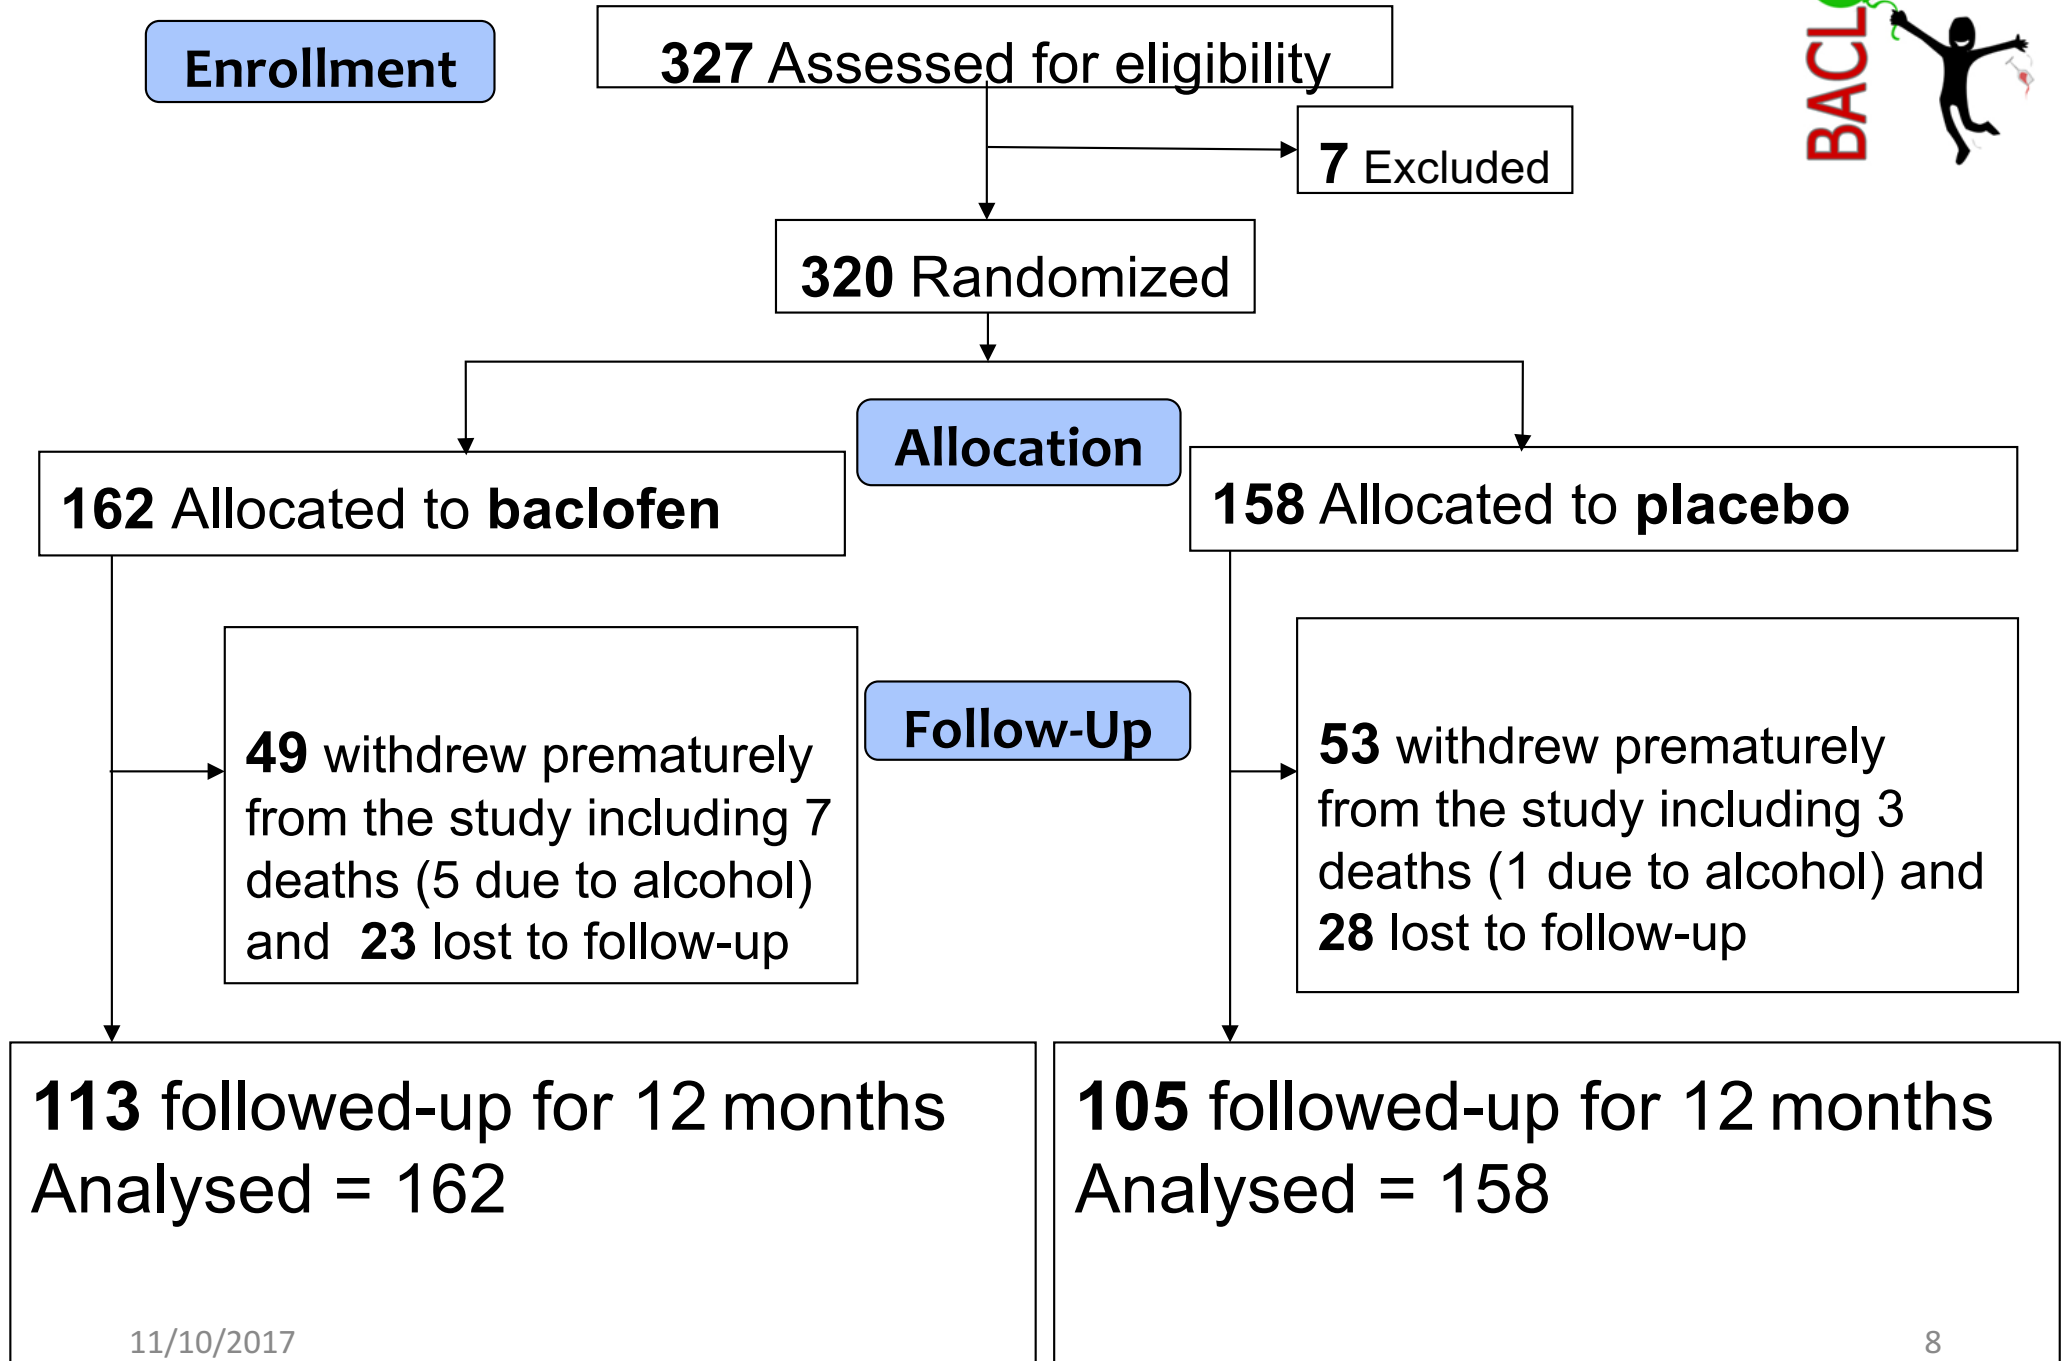 Enrollment
327 Assessed for eligibility
BACL
7 Excluded
320 Randomized
Allocation
162 Allocated to baclofen
158 Allocated to placebo
Follow-Up
49 withdrew prematurely
from the study including 7
deaths (5 due to alcohol)
and 23 lost to follow-up
53 withdrew prematurely
from the study including 3
deaths (1 due to alcohol) and
28 lost to follow-up
113 followed-up for 12 months
Analysed = 162
105 followed-up for 12 months
Analysed = 158
11/10/2017
8